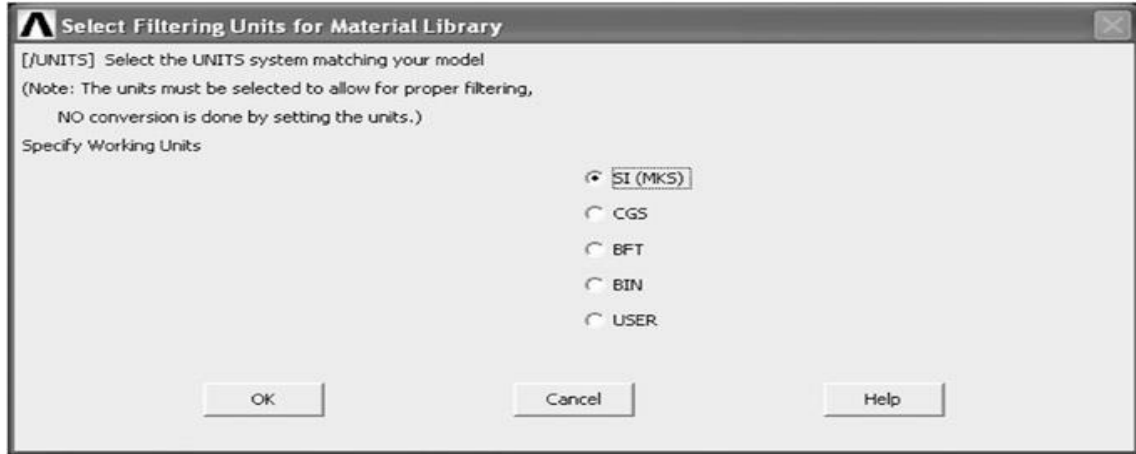 Select Filtering Units for Material Library
[/UNITS] Select the UNITS system matching your model
(Note: The units must be selected to allow for proper filtering,
NO conversion is done by setting the units.)
Specify Working Units
SI (MKS)
CGS
BFT
BIN
USER
OK Cancel Help